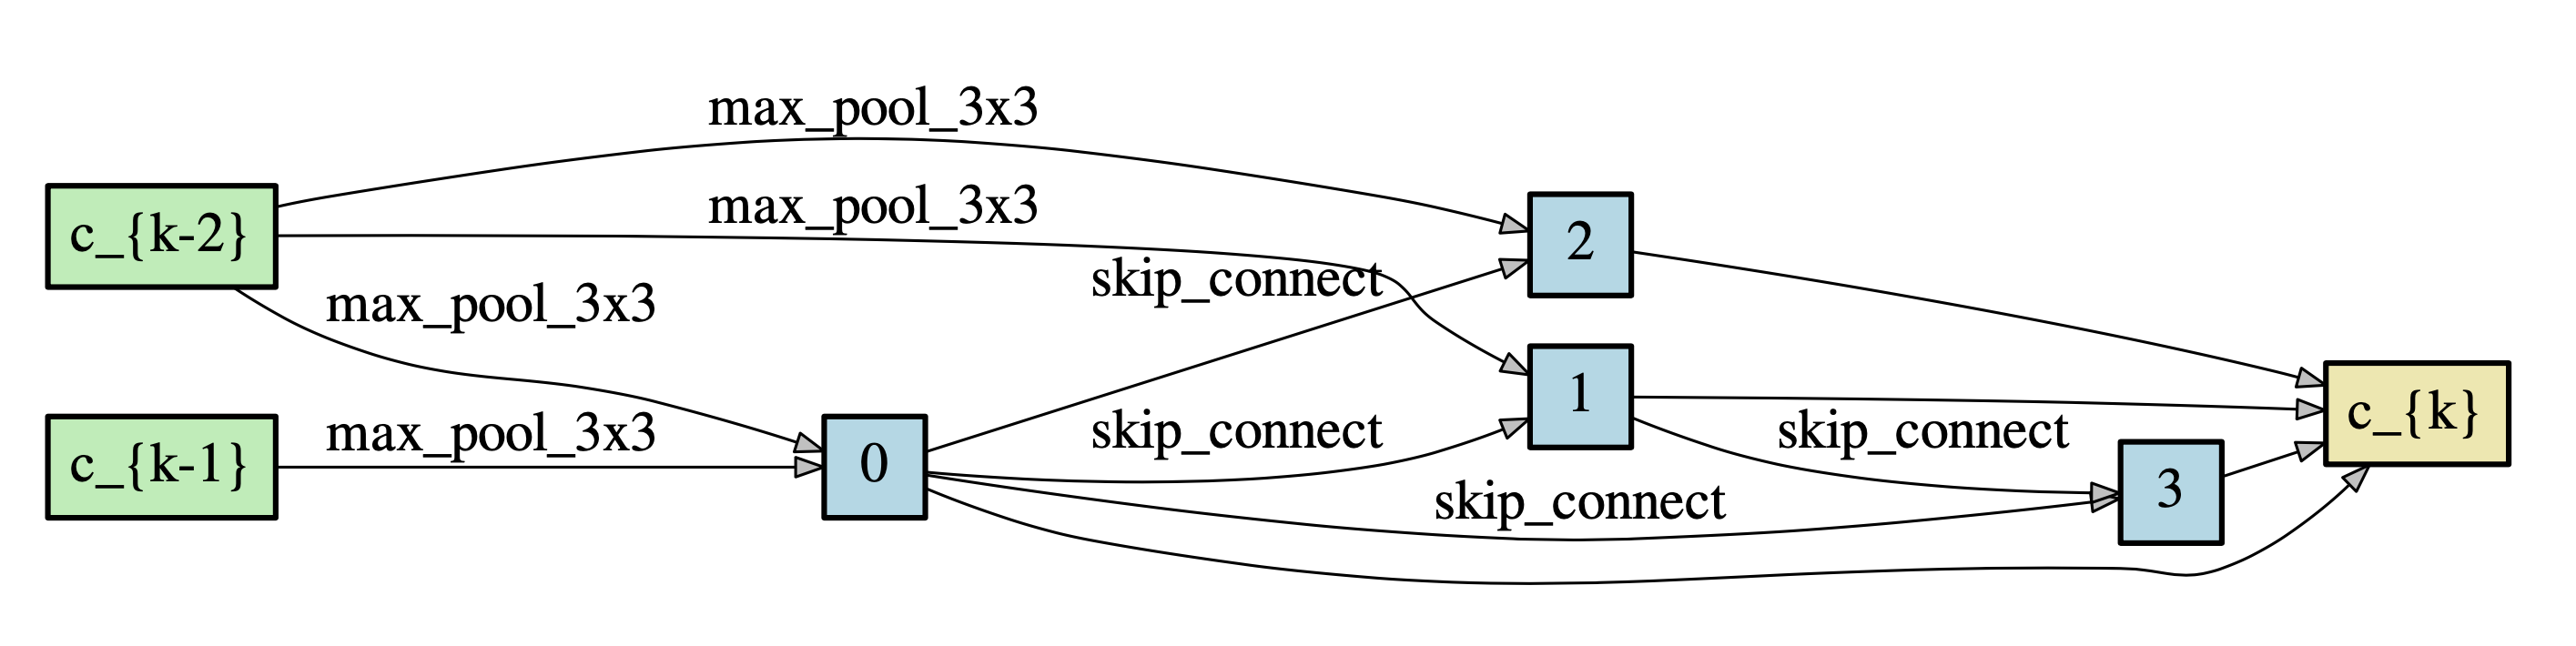 max_pool_3x3
max_pool_3x3
c_{k-2}
2
skip_connect
max_pool_3x3
1
c_{k}
max_pool_3x3
skip_connect
skip_connect
c_{k-1}
0
3
skip_connect